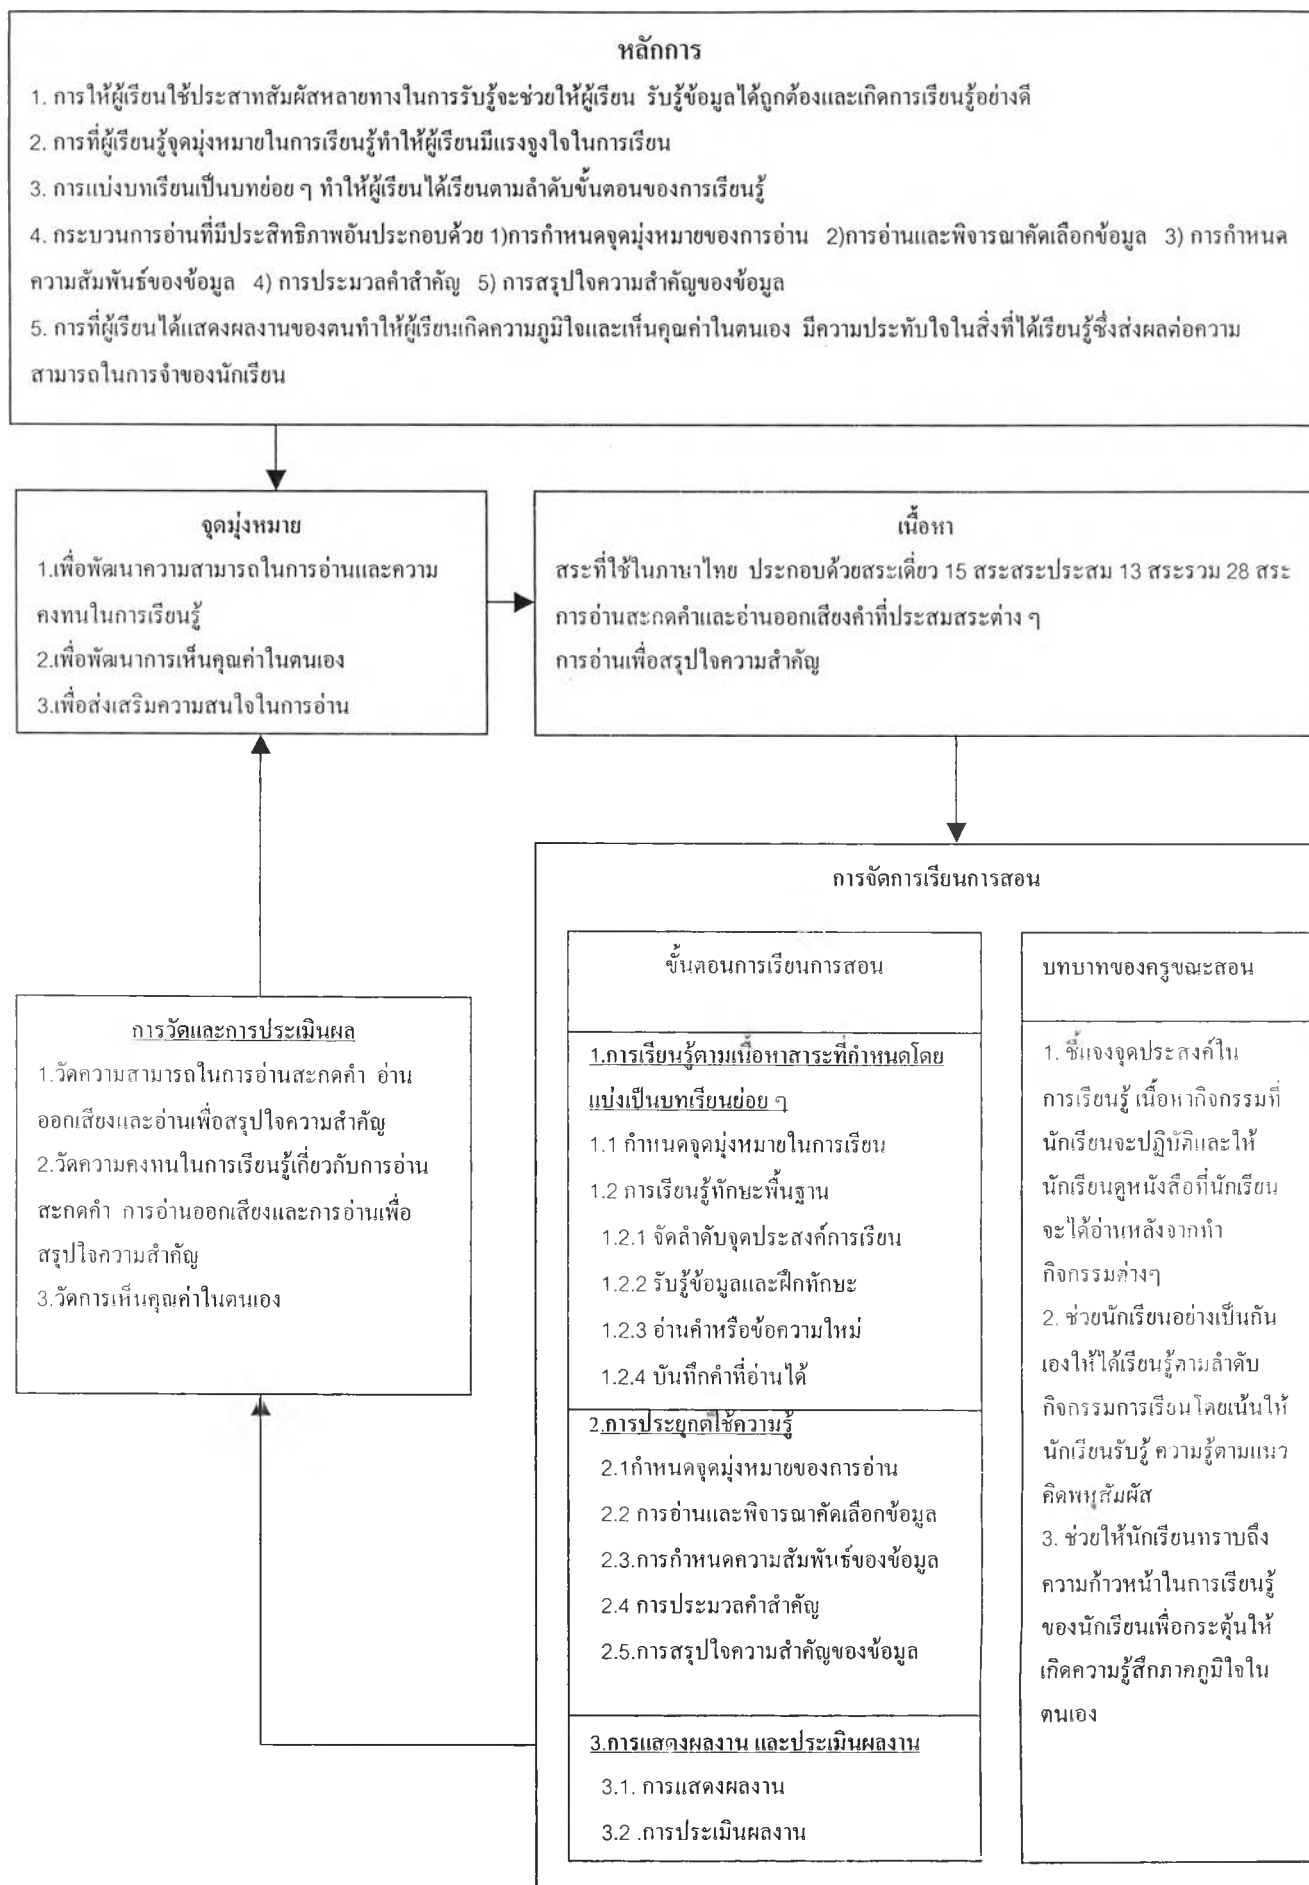 หลักการ
1. การให้ผู้เรียนใช้ประสาทสัมผัสหลายทางในการรับรู้จะช่วยให้ผู้เรียน รับรู้ข้อมูลได้ถูกต้องและเกิดการเรียนรู้อย่างดี
2. การที่ผู้เรียนรู้จุดมุ่งหมายในการเรียนรู้ทำให้ผู้เรียนมีแรงจูงใจในการเรียน
3. การแบ่งบทเรียนเป็นบทย่อย ๆ ทำให้ผู้เรียนได้เรียนตามลำดับขั้นตอนของการเรียนรู้
4. กระบวนการอ่านที่มีประสิทธิภาพอันประกอบด้วย 1)การกำหนดจุดมุ่งหมายของการอ่าน 2)การอ่านและพิจารณาคัดเลือกข้อมูล 3) การกำหนด
ความสัมพันธ์ของข้อมูล 4) การประมวลคำสำคัญ 5) การสรุปใจความสำคัญของข้อมูล
5. การที่ผู้เรียนได้แสดงผลงานของตนทำให้ผู้เรียนเกิดความภูมิใจและเห็นคุณค่าในตนเอง มีความประทับใจในสิ่งที่ได้เรียนรู้ซึ่งส่งผลต่อความ
สามารถในการจำของนักเรียน
จุดมุ่งหมาย
1.เพื่อพัฒนาความสามารถในการอ่านและความ
คงทนในการเรียนรู้
2.เพื่อพัฒนาการเห็นคุณค่าในตนเอง
3.เพื่อส่งเสริมความสนใจในการอ่าน
เนื้อหา
สระที่ใช้ในภาษาไทย ประกอบด้วยสระเดี่ยว 15 สระสระประสม 13 สระรวม 28 สระ
การอ่านสะกดคำและอ่านออกเสียงคำที่ประสมสระต่าง ๆ
การอ่านเพื่อสรุปใจความสำคัญ
การจัดการเรียนการสอน
ขั้นตอนการเรียนการสอน
1.การเรียนรู้ตามเนื้อหาสาระที่กำหนดโดย
แบ่งเป็นบทเรียนย่อย ๆ
1.1 กำหนดจุดมุ่งหมายในการเรียน
1.2 การเรียนรู้ทักษะพื้นฐาน
1.2.1 จัดลำดับจุดประสงค์การเรียน
1.2.2 รับรู้ข้อมูลและฝึกทักษะ
1.2.3 อ่านคำหรือข้อความใหม่
1.2.4 บันทึกคำที่อ่านได้
2.การประยุกต์ใช้ความรู้
2.1กำหนดจุดมุ่งหมายของการอ่าน
2.2 การอ่านและพิจารณาคัดเลือกข้อมูล
2.3.การกำหนดความสัมพันธ์ของข้อมูล
2.4 การประมวลคำสำคัญ
2.5.การสรุปใจความสำคัญของข้อมูล
3.การแสดงผลงาน และประเมินผลงาน
3.1. การแสดงผลงาน
3.2 .การประเมินผลงาน
บทบาทของครูขณะสอน
1. ชี้แจงจุดประสงค์ใน
การเรียนรู้ เนื้อหากิจกรรมที่
นักเรียนจะปฏิบัติและให้
นักเรียนดูหนังสือที่นักเรียน
จะได้อ่านหลังจากทำ
กิจกรรมต่างๆ
2. ช่วยนักเรียนอย่างเป็นกัน
เองให้ได้เรียนรู้ตามลำดับ
กิจกรรมการเรียนโดยเน้นให้
นักเรียนรับรู้ ความรู้ตามแนว
คิดพหุสัมผัส
3. ช่วยให้นักเรียนทราบถึง
ความก้าวหน้าในการเรียนรู้
ของนักเรียนเพื่อกระตุ้นให้
เกิดความรู้สึกภาคภูมิใจใน
ตนเอง
การวัดและการประเมินผล
1.วัดความสามารถในการอ่านสะกดคำ อ่าน
ออกเสียงและอ่านเพื่อสรุปใจความสำคัญ
2.วัดความคงทนในการเรียนรู้เกี่ยวกับการอ่าน
สะกดคำ การอ่านออกเสียงและการอ่านเพื่อ
สรุปใจความสำคัญ
3.วัดการเห็นคุณค่าในตนเอง